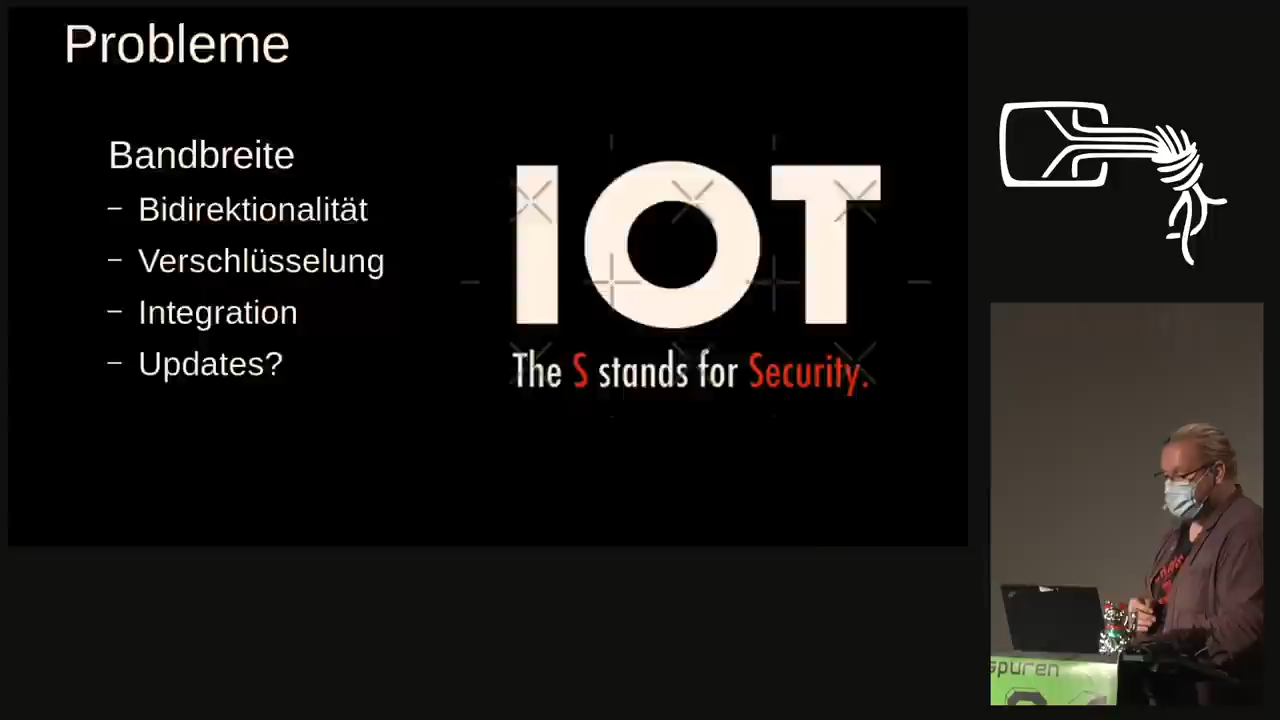 Probleme
Bandbreite
– Bidirektionalität
– Verschlüsselung
– Integration
– Updates?
IOT
The S stands for Security.
spuren